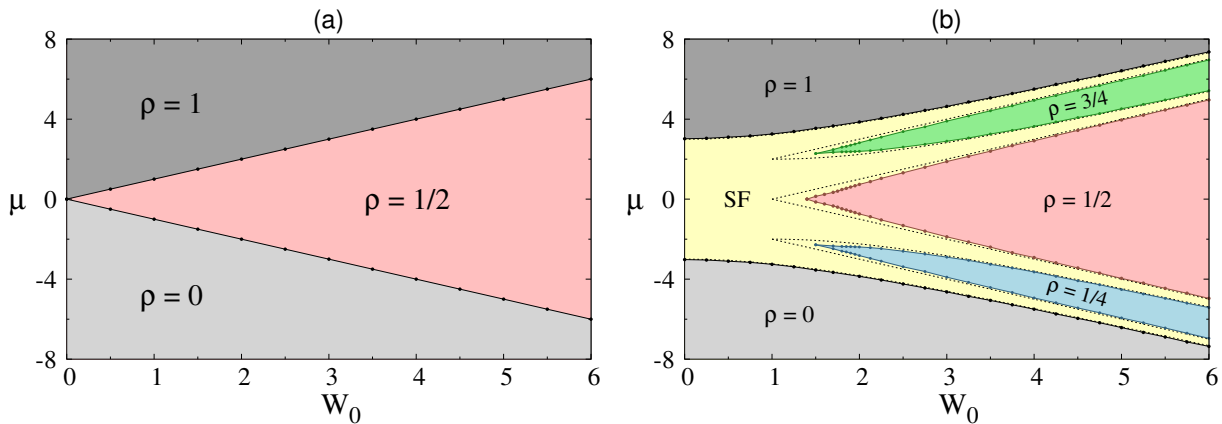 (a)
8
4
0
-4
-8
μ
ρ = 1
ρ = 1/2
ρ = 0
0 1 2 3 4 5 6
W0
(b)
8
4
0
-4
-8
μ
ρ = 1
ρ = 3/4
SF
ρ = 1/2
ρ = 1/4
ρ = 0
0 1 2 3 4 5 6
W0